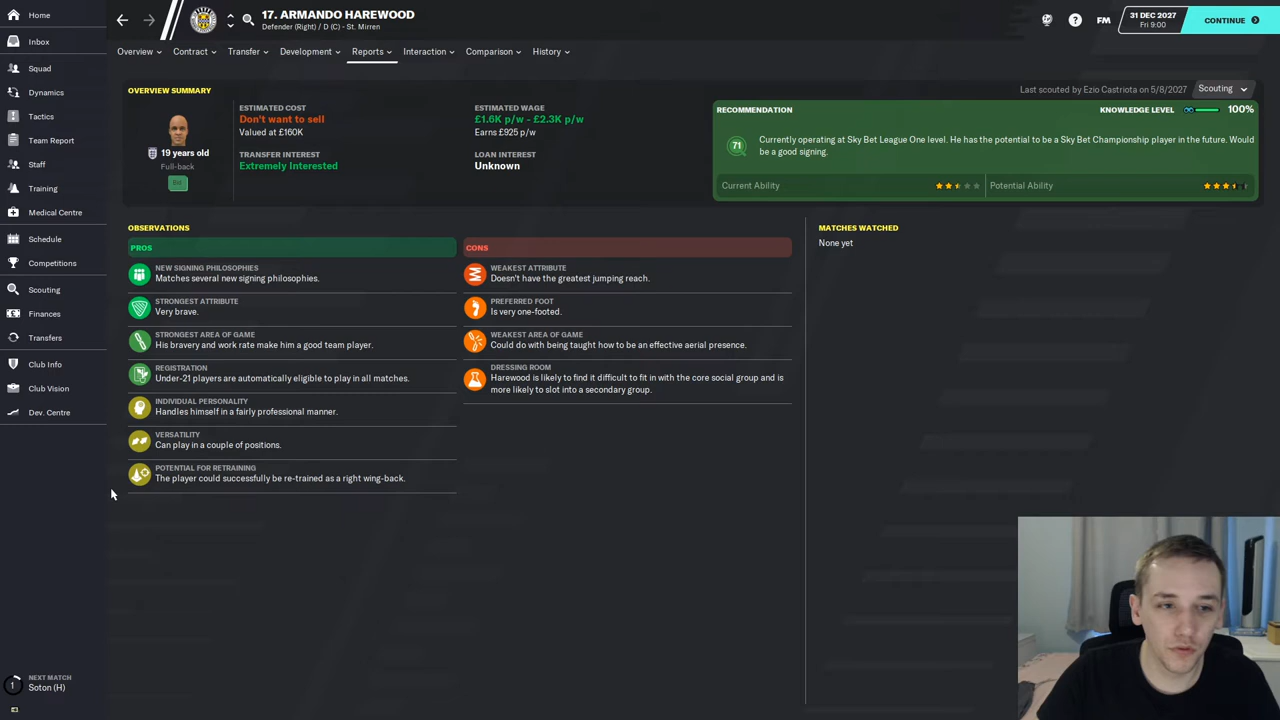 Home
Inbox
Squad
Dynamics
Tactics
Team Report
Staff
Training
Medical Centre
Schedule
Competitions
Scouting
Finances
Transfers
Club Info
Club Vision
Dev. Centre
1
NEXT MATCH
Soton (H)
17. ARMANDO HAREWOOD
Defender (Right) / D (C) - St. Mirren
FM
31 DEC 2027
Fri 9:00
CONTINUE
Overview
Contract
Transfer
Development
Reports
Interaction
Comparison
History
OVERVIEW SUMMARY
Last scouted by Ezio Castriota on 5/8/2027
Scouting
19 years old
Full-back
ESTIMATED COST
Don't want to sell
Valued at £160K
TRANSFER INTEREST
Extremely Interested
ESTIMATED WAGE
£1.6K p/w - £2.3K p/w
Earns £925 p/w
LOAN INTEREST
Unknown
RECOMMENDATION
KNOWLEDGE LEVEL
100%
71
Currently operating at Sky Bet League One level. He has the potential to be a Sky Bet Championship player in the future. Would
be a good signing.
Current Ability
Potential Ability
OBSERVATIONS
PROS
NEW SIGNING PHILOSOPHIES
Matches several new signing philosophies.
STRONGEST ATTRIBUTE
Very brave.
STRONGEST AREA OF GAME
His bravery and work rate make him a good team player.
REGISTRATION
Under-21 players are automatically eligible to play in all matches.
INDIVIDUAL PERSONALITY
Handles himself in a fairly professional manner.
VERSATILITY
Can play in a couple of positions.
POTENTIAL FOR RETRAINING
The player could successfully be re-trained as a right wing-back.
CONS
WEAKEST ATTRIBUTE
Doesn't have the greatest jumping reach.
PREFERRED FOOT
Is very one-footed.
WEAKEST AREA OF GAME
Could do with being taught how to be an effective aerial presence.
DRESSING ROOM
Harewood is likely to find it difficult to fit in with the core social group and is
more likely to slot into a secondary group.
MATCHES WATCHED
None yet